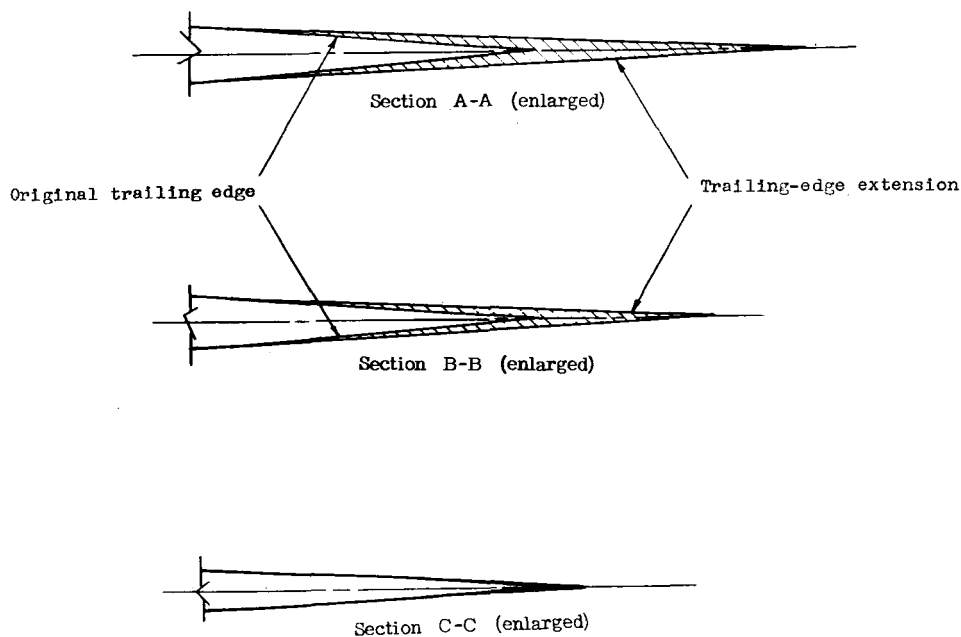 Section A-A (enlarged)
Original trailing edge
Trailing-edge extension
Section B-B (enlarged)
Section C-C (enlarged)